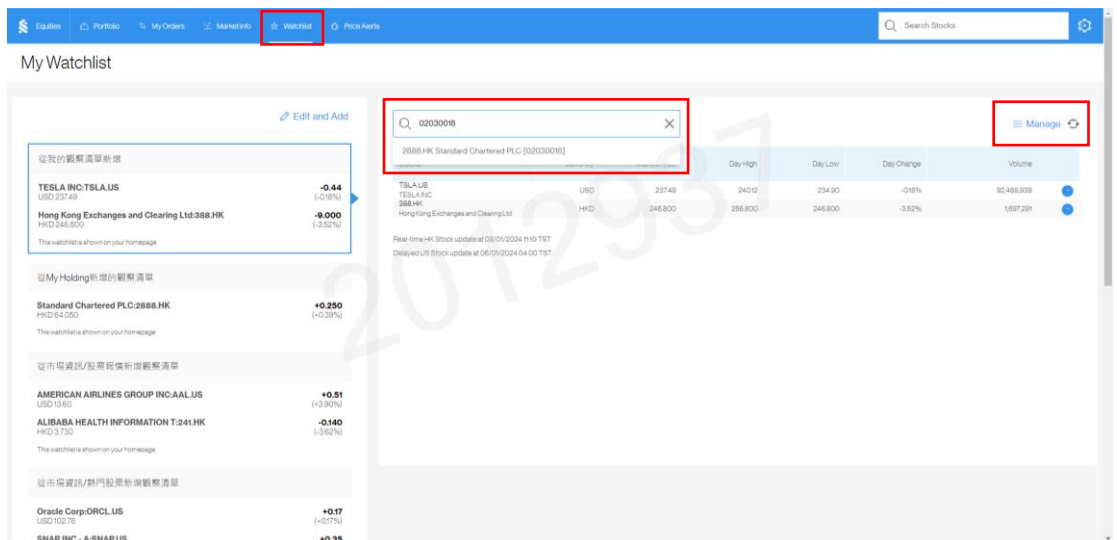 Equities Portfolio My Orders Market Info Watchlist Price Alerts Search Stocks
My Watchlist
Edit and Add
從我的觀察清單新增
TESLA INC:TSLA.US -0.44
USD 237.49 (-0.18%)
Hong Kong Exchanges and Clearing Ltd:388.HK -9.000
HKD 246.800 (-3.52%)
This watchlist is shown on your homepage
從My Holding新增的觀察清單
Standard Chartered PLC:2888.HK +0.250
HKD 64.050 (+0.39%)
This watchlist is shown on your homepage
從市場資訊/股票報價新增觀察清單
AMERICAN AIRLINES GROUP INC:AAL.US +0.51
USD 13.60 (+3.90%)
ALIBABA HEALTH INFORMATION T:241.HK -0.140
HKD 3.730 (-3.62%)
This watchlist is shown on your homepage
從市場資訊/熱門股票新增觀察清單
Oracle Corp:ORCL.US +0.17
USD 102.76 (+0.17%)
SNAP INC - A:SNAP.US +0.35
02030018
Manage
2888.HK Standard Chartered PLC [02030018]
Day High Day Low Day Change Volume
TSLA.US
TESLA INC USD 237.49 240.12 234.90 -0.18% 92,488,939
388.HK
Hong Kong Exchanges and Clearing Ltd HKD 246.800 256.800 246.800 -3.52% 1,697,291
Real-time HK Stock update at 08/01/2024 11:10 TST
Delayed US Stock update at 06/01/2024 04:00 TST
2012937